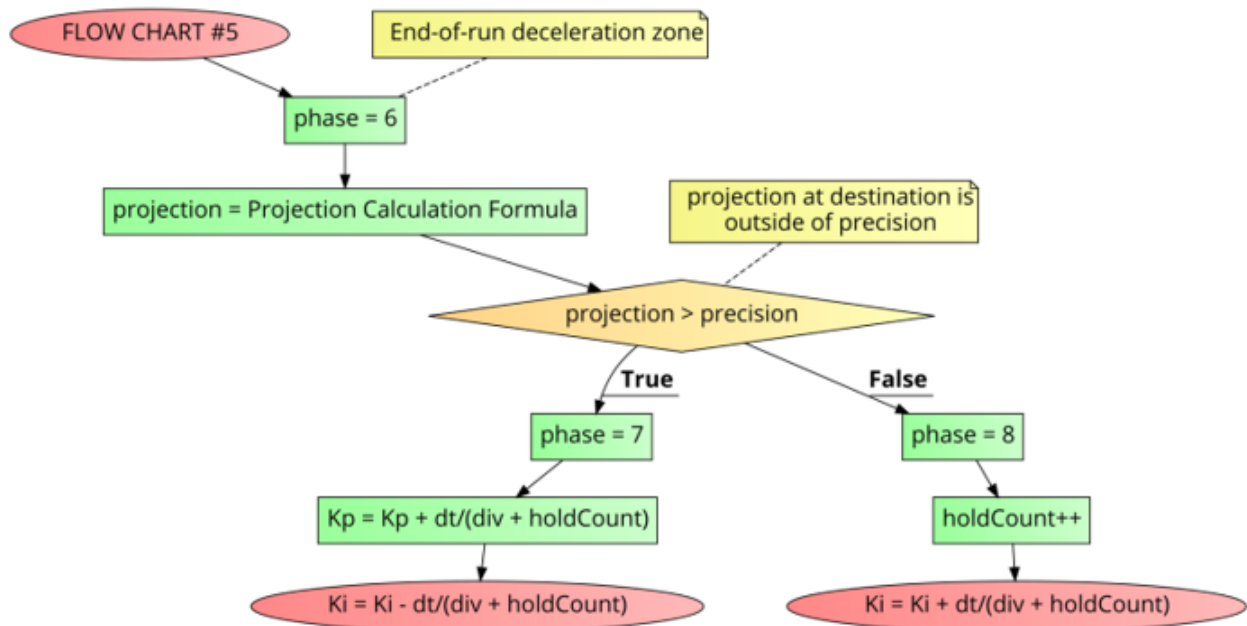 FLOW CHART #5
End-of-run deceleration zone
phase = 6
projection = Projection Calculation Formula
projection at destination is
outside of precision
projection > precision
True
False
phase = 7
phase = 8
Kp = Kp + dt/(div + holdCount)
holdCount++
Ki = Ki - dt/(div + holdCount)
Ki = Ki + dt/(div + holdCount)